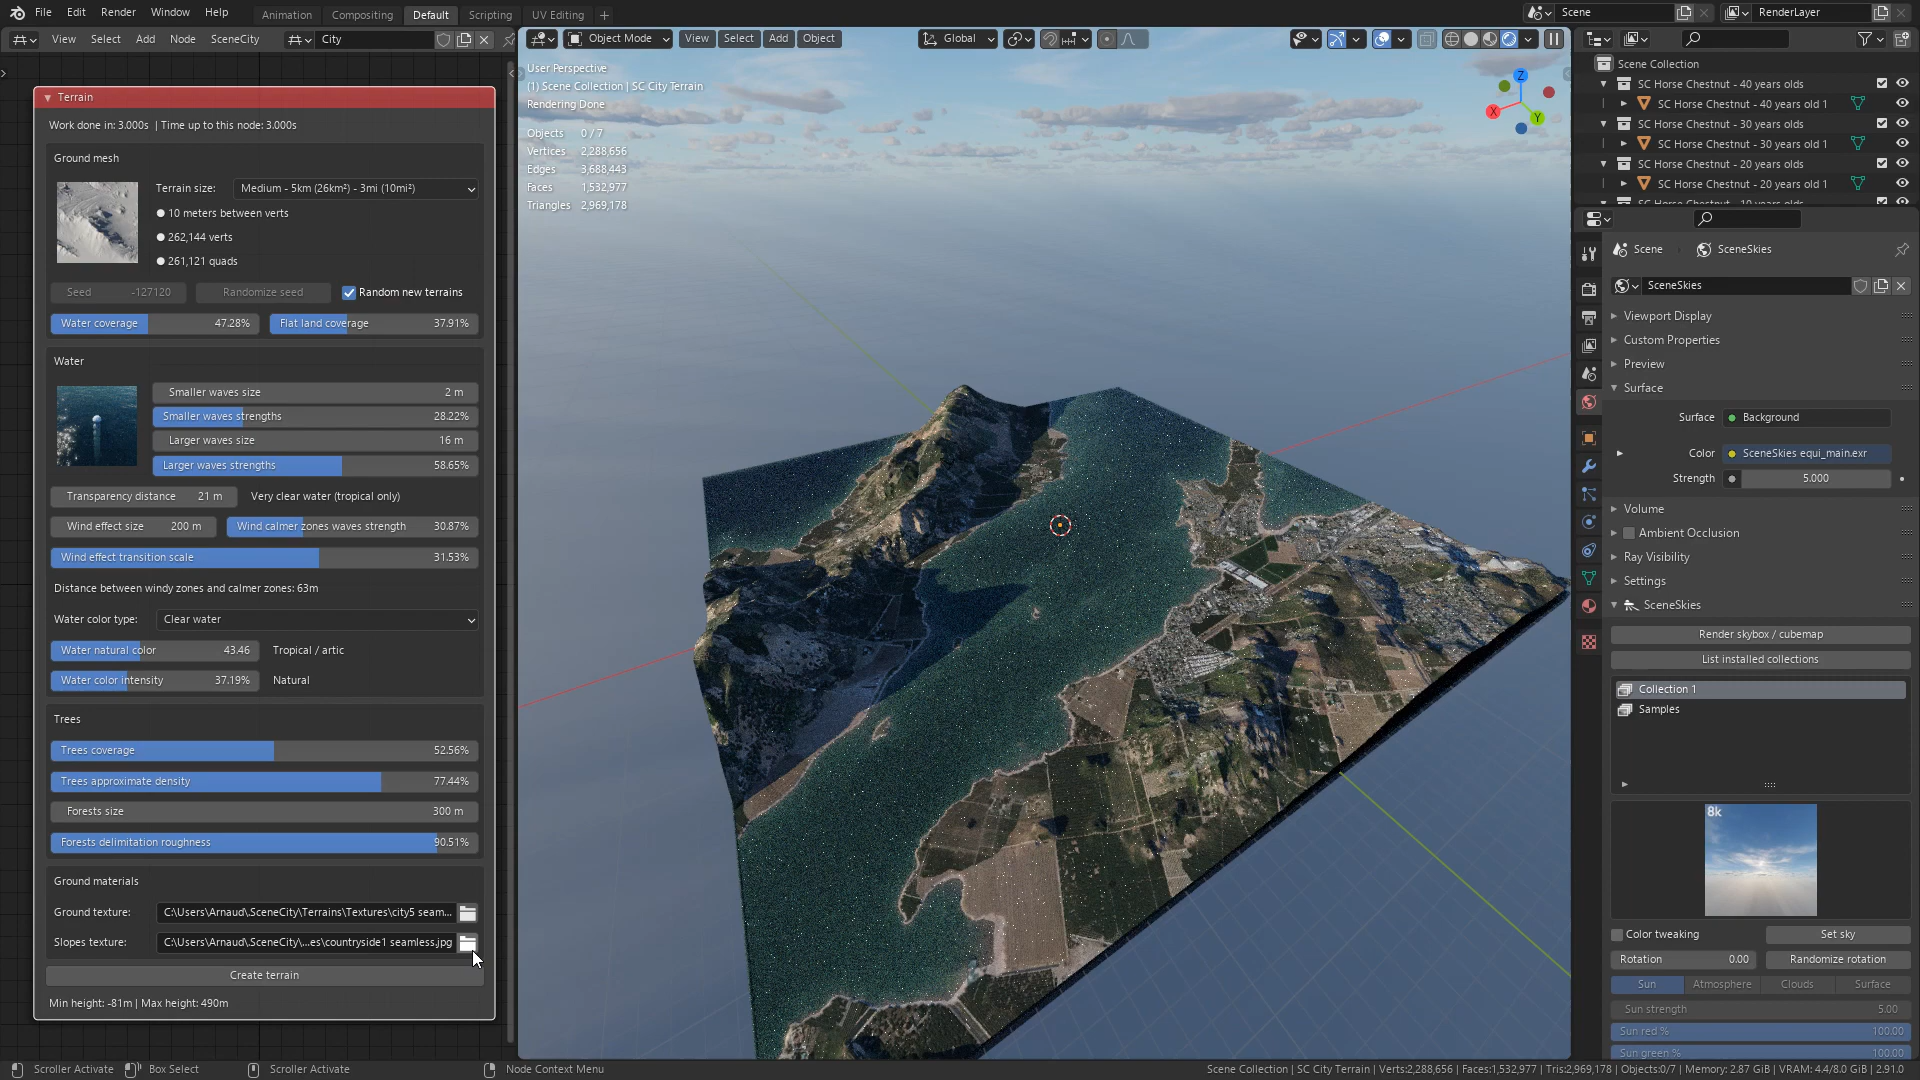 File Edit Render Window Help Animation Compositing Default Scripting UV Editing + Scene RenderLayer
View Select Add Node SceneCity City Object Mode View Select Add Object Global
Terrain
Work done in: 3.000s | Time up to this node: 3.000s
Ground mesh
Terrain size: Medium - 5km (26km²) - 3mi (10mi²)
10 meters between verts
262,144 verts
261,121 quads
Seed -127120 Randomize seed Random new terrains
Water coverage 47.28% Flat land coverage 37.91%
Water
Smaller waves size 2 m
Smaller waves strengths 28.22%
Larger waves size 16 m
Larger waves strengths 58.65%
Transparency distance 21 m Very clear water (tropical only)
Wind effect size 200 m Wind calmer zones waves strength 30.87%
Wind effect transition scale 31.53%
Distance between windy zones and calmer zones: 63m
Water color type: Clear water
Water natural color 43.46 Tropical / artic
Water color intensity 37.19% Natural
Trees
Trees coverage 52.56%
Trees approximate density 77.44%
Forests size 300 m
Forests delimitation roughness 90.51%
Ground materials
Ground texture: C:\Users\Arnaud\.SceneCity\Terrains\Textures\city5 seam...
Slopes texture: C:\Users\Arnaud\.SceneCity\...es\countryside1 seamless.jpg
Create terrain
Min height: -81m | Max height: 490m
User Perspective
(1) Scene Collection | SC City Terrain
Rendering Done
Objects 0 / 7
Vertices 2,288,656
Edges 3,688,443
Faces 1,532,977
Triangles 2,969,178
Z
X
Y
Scene Collection
SC Horse Chestnut - 40 years olds
SC Horse Chestnut - 40 years old 1
SC Horse Chestnut - 30 years olds
SC Horse Chestnut - 30 years old 1
SC Horse Chestnut - 20 years olds
SC Horse Chestnut - 20 years old 1
SC Horse Chestnut - 10 years olds
Scene SceneSkies
SceneSkies
Viewport Display
Custom Properties
Preview
Surface
Surface Background
Color SceneSkies equi_main.exr
Strength 5.000
Volume
Ambient Occlusion
Ray Visibility
Settings
SceneSkies
Render skybox / cubemap
List installed collections
Collection 1
Samples
8k
Color tweaking Set sky
Rotation 0.00 Randomize rotation
Sun Atmosphere Clouds Surface
Sun strength 5.00
Sun red % 100.00
Sun green % 100.00
Scroller Activate Box Select Scroller Activate Node Context Menu Scene Collection | SC City Terrain | Verts:2,288,656 | Faces:1,532,977 | Tris:2,969,178 | Objects:0/7 | Memory: 2.87 GiB | VRAM: 4.4/8.0 GiB | 2.91.0